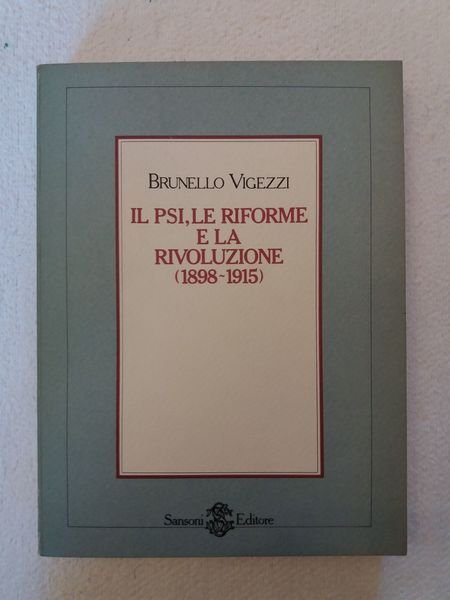 BRUNELLO VIGEZZI
IL PSI, LE RIFORME
E LA
RIVOLUZIONE
(1898-1915)
Sansoni Editore